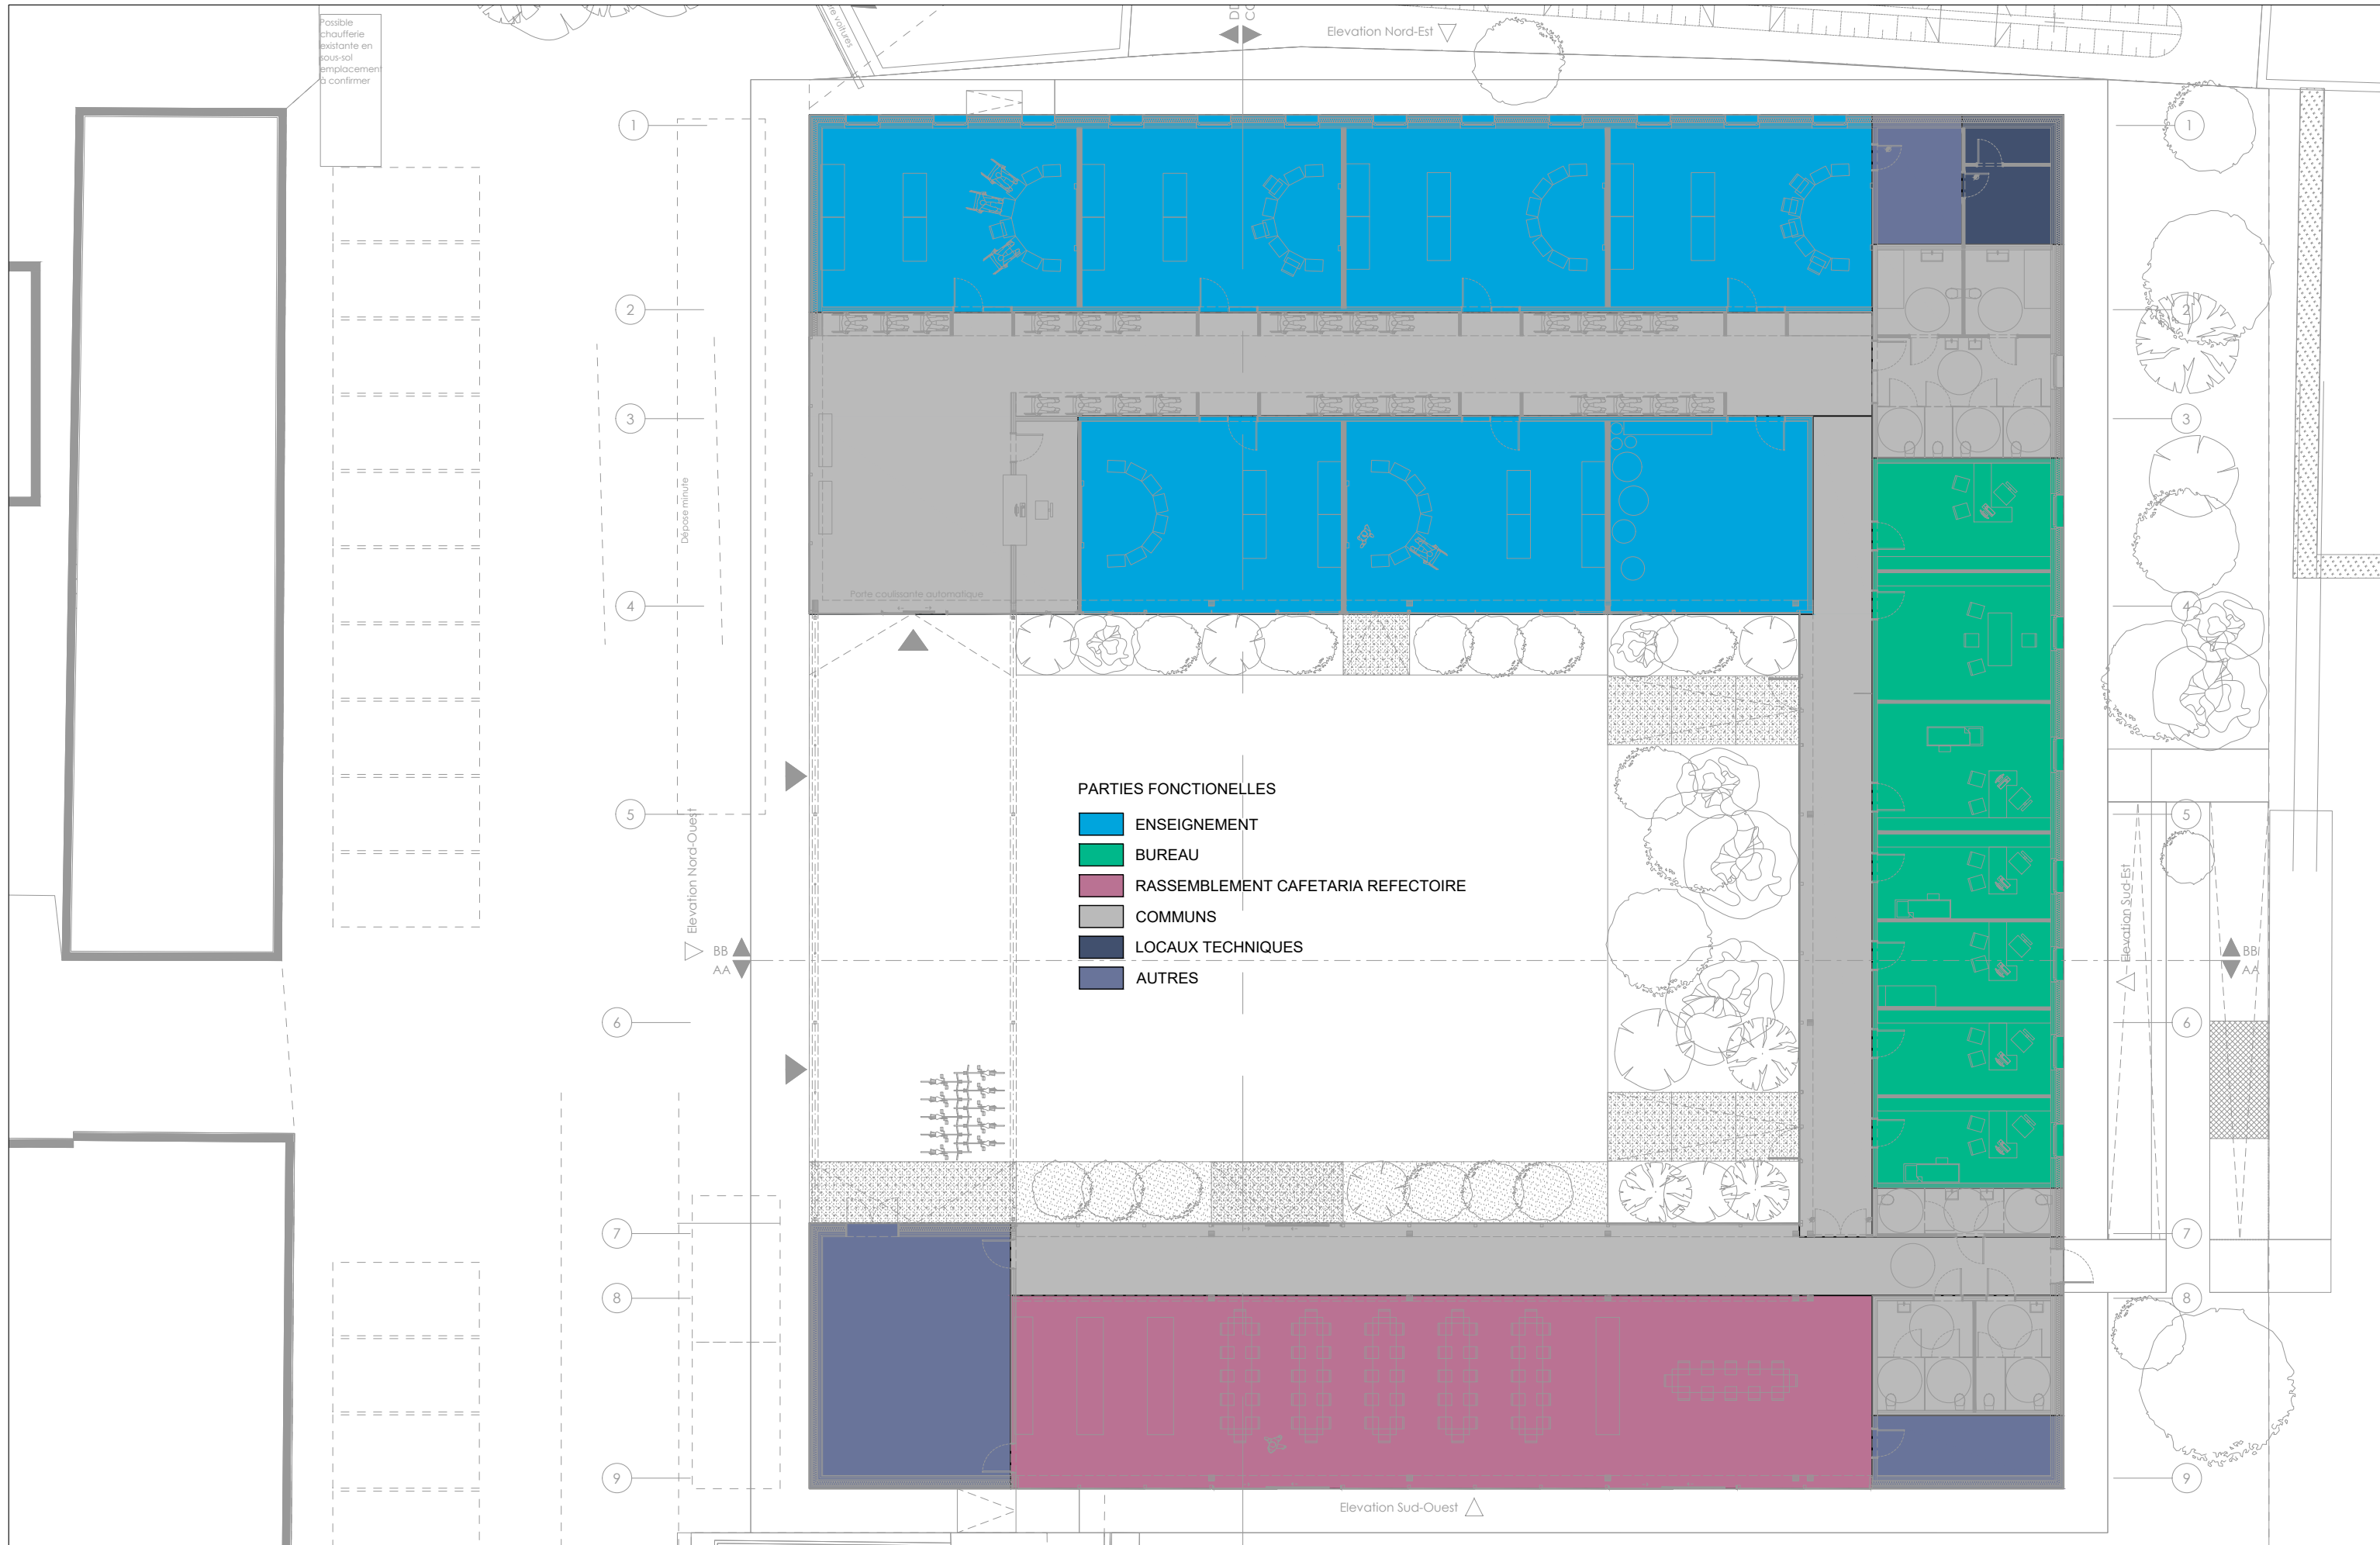 Possible
chaufferie
existante en
sous-sol
emplacement
à confirmer
re voitures
DD
Elevation Nord-Est
1
1
2
2
3
3
Dépose minute
4
Porte coulissante automatique
4
PARTIES FONCTIONELLES
ENSEIGNEMENT
BUREAU
RASSEMBLEMENT CAFETARIA REFECTOIRE
COMMUNS
LOCAUX TECHNIQUES
AUTRES
5
5
Elevation Nord-Ouest
Elevation Sud-Est
BB
AA
BB
AA
6
6
7
7
8
8
9
9
Elevation Sud-Ouest